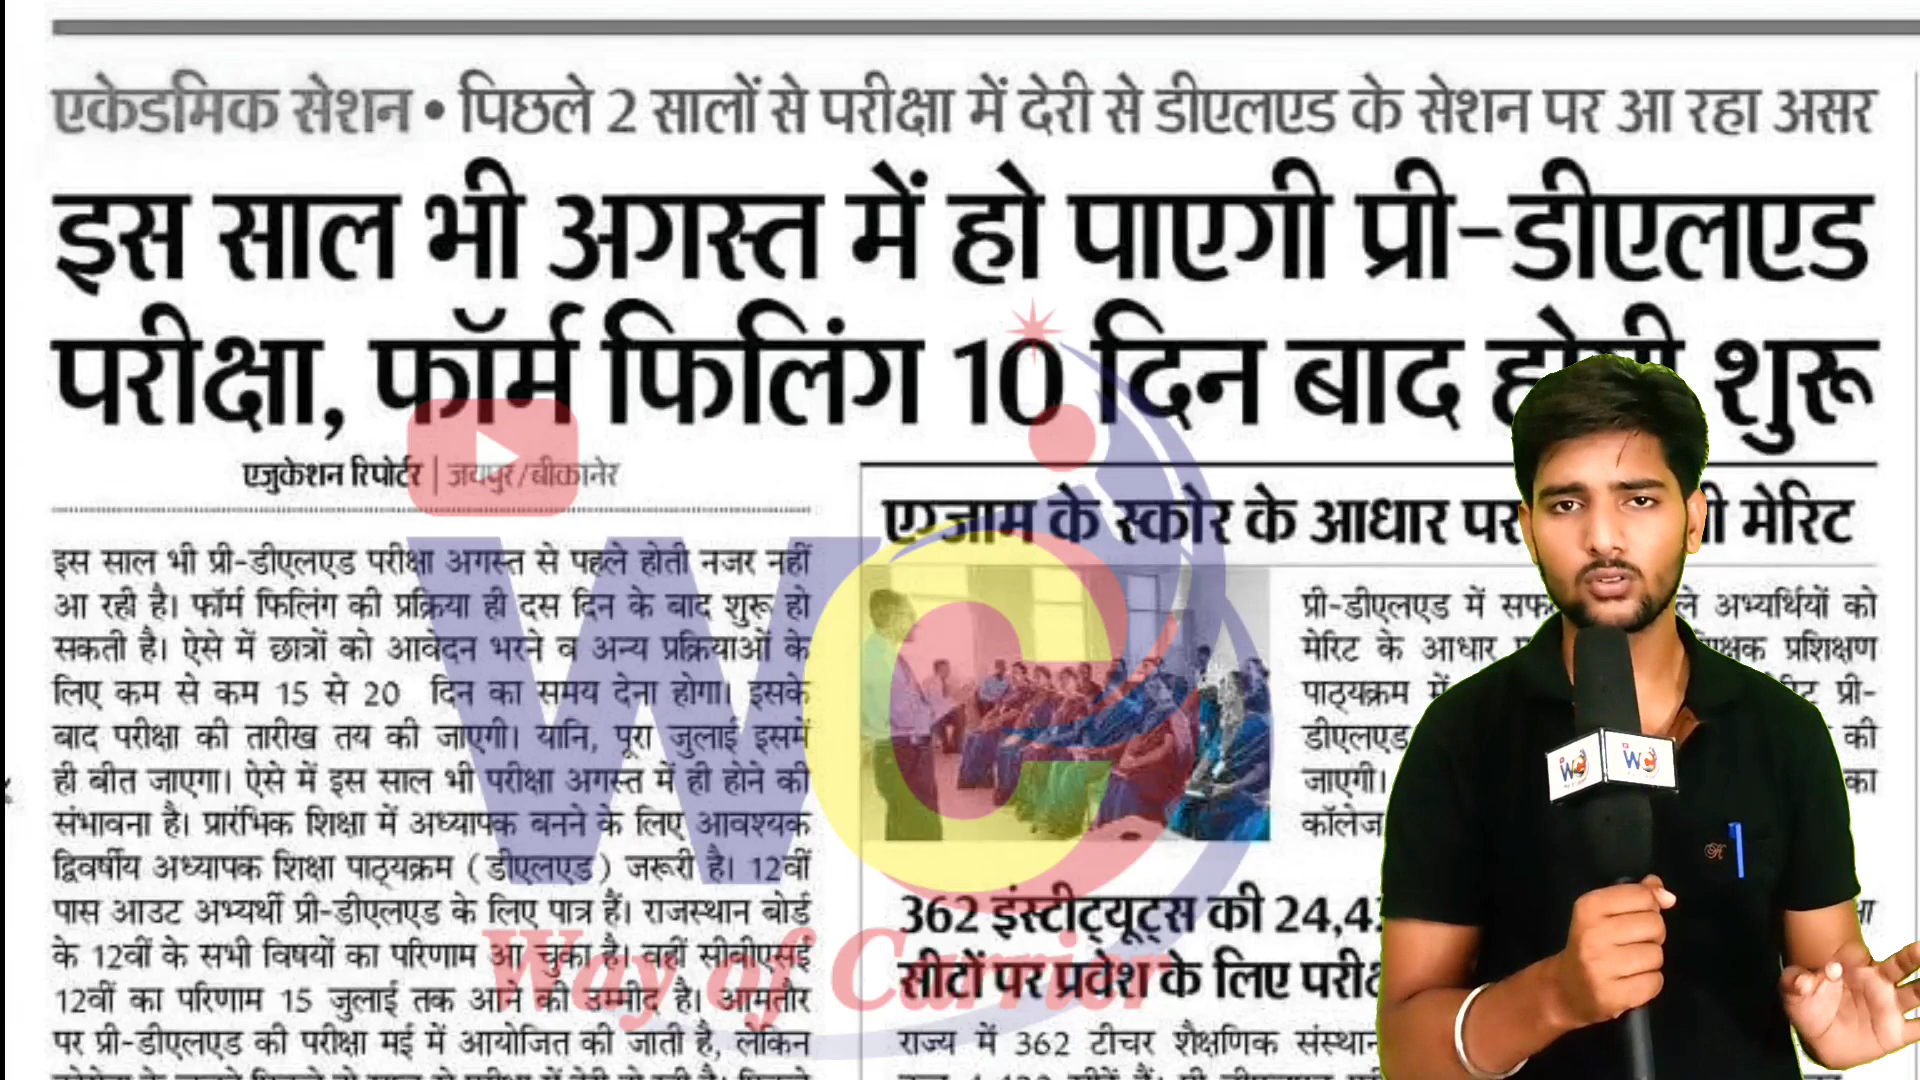 एकेडमिक सेशन • पिछले 2 सालों से परीक्षा में देरी से डीएलएड के सेशन पर आ रहा असर
इस साल भी अगस्त में हो पाएगी प्री-डीएलएड
परीक्षा, फॉर्म फिलिंग 10 दिन बाद शुरू
एजुकेशन रिपोर्टर | जयपुर/बीकानेर
इस साल भी प्री-डीएलएड परीक्षा अगस्त से पहले होती नजर नहीं
आ रही है। फॉर्म फिलिंग की प्रक्रिया ही दस दिन के बाद शुरू हो
सकती है। ऐसे में छात्रों को आवेदन भरने व अन्य प्रक्रियाओं के
लिए कम से कम 15 से 20 दिन का समय देना होगा। इसके
बाद परीक्षा की तारीख तय की जाएगी। यानि, पूरा जुलाई इसमें
ही बीत जाएगा। ऐसे में इस साल भी परीक्षा अगस्त में ही होने की
संभावना है। प्रारंभिक शिक्षा में अध्यापक बनने के लिए आवश्यक
द्विवर्षीय अध्यापक शिक्षा पाठ्यक्रम (डीएलएड) जरूरी है। 12वीं
पास आउट अभ्यर्थी प्री-डीएलएड के लिए पात्र हैं। राजस्थान बोर्ड
के 12वीं के सभी विषयों का परिणाम आ चुका है। वहीं सीबीएसई
12वीं का परिणाम 15 जुलाई तक आने की उम्मीद है। आमतौर
पर प्री-डीएलएड की परीक्षा मई में आयोजित की जाती है, लेकिन
एग्जाम के स्कोर के आधार पर मेरिट
प्री-डीएलएड में अभ्यर्थियों को
मेरिट के आधार प्रशिक्षण
पाठ्यक्रम में प्री-
डीएलएड की
जाएगी। का
कॉलेज
362 इंस्टीट्यूट्स की
सीटों पर प्रवेश के लिए
राज्य में 362 टीचर शैक्षणिक
WC
Way of Carrier
WC
WC